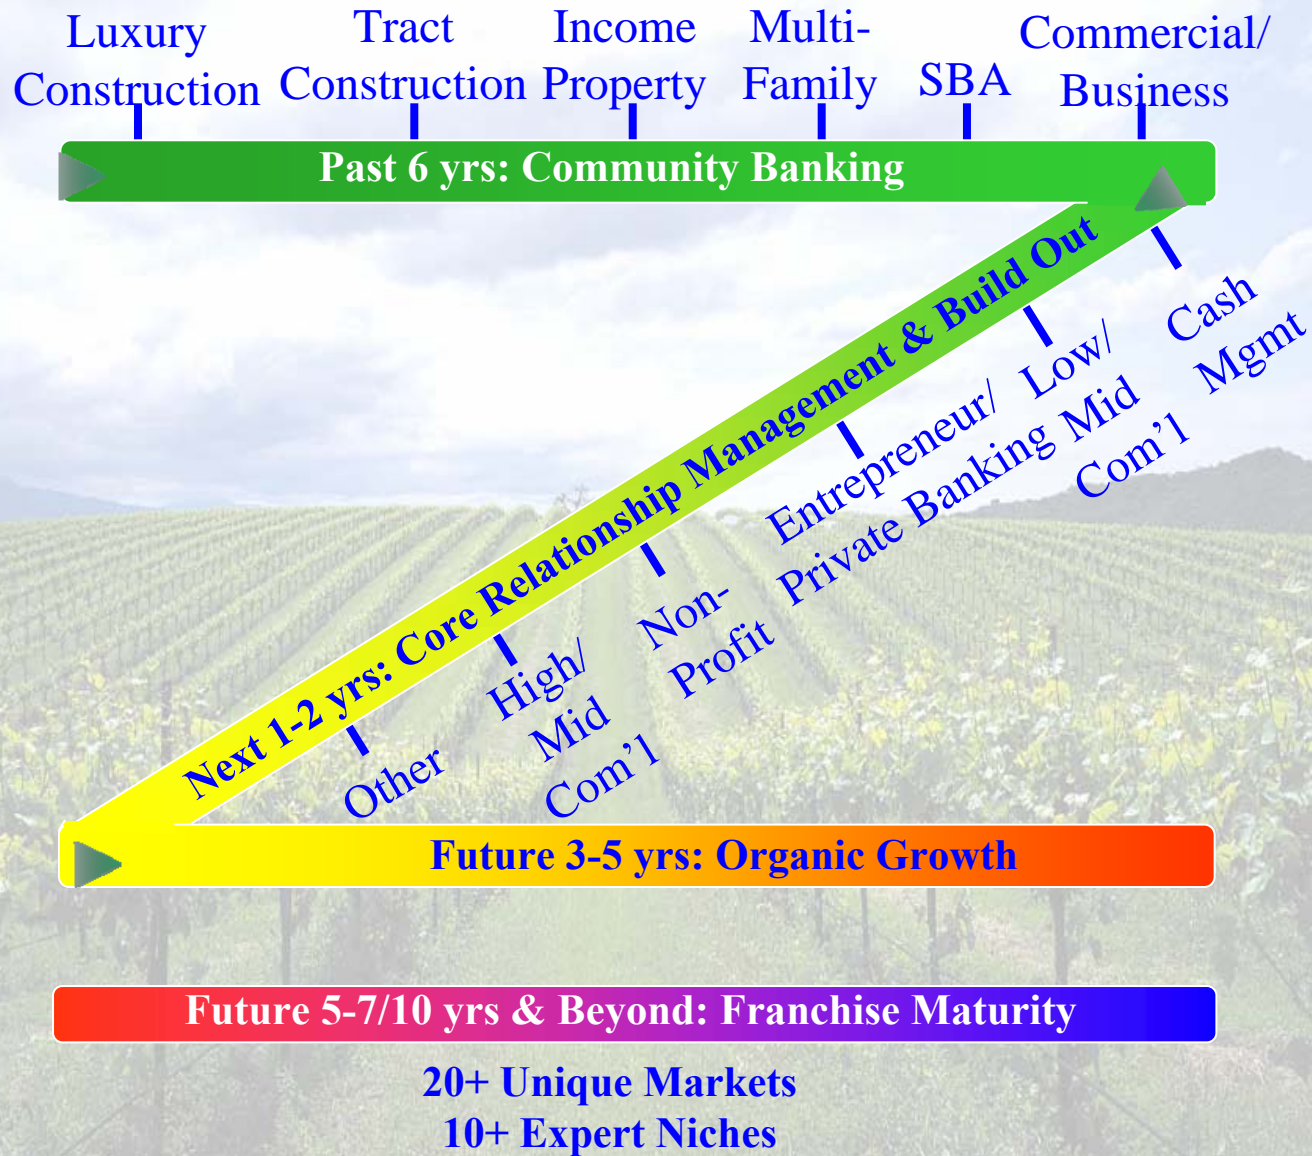 Luxury
Construction
Tract
Construction
Income
Property
Multi-
Family
SBA
Commercial/
Business
Past 6 yrs: Community Banking
Next 1-2 yrs: Core Relationship Management & Build Out
Cash
Mgmt
Low/
Mid
Com’l
Entrepreneur/
Private Banking
Non-
Profit
High/
Mid
Com’l
Other
Future 3-5 yrs: Organic Growth
Future 5-7/10 yrs & Beyond: Franchise Maturity
20+ Unique Markets
10+ Expert Niches